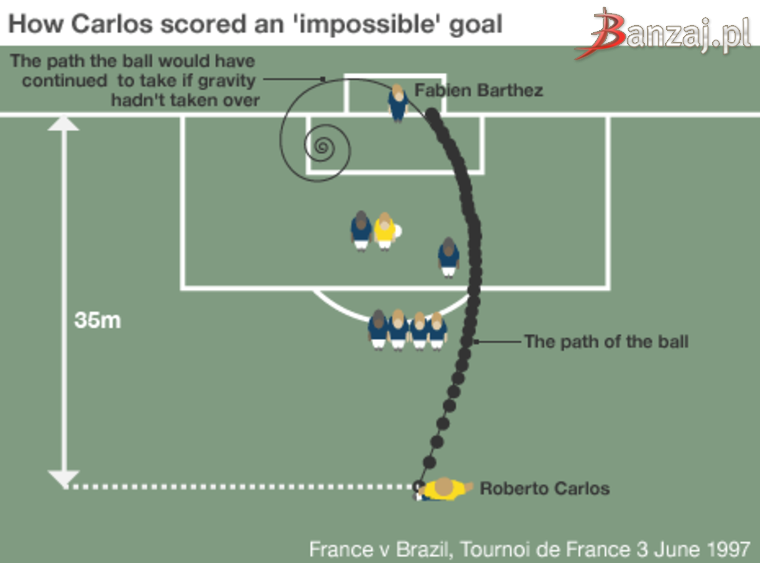 How Carlos scored an 'impossible' goal
Banzaj.pl
The path the ball would have
continued to take if gravity
hadn't taken over
Fabien Barthez
35m
The path of the ball
Roberto Carlos
France v Brazil, Tournoi de France 3 June 1997